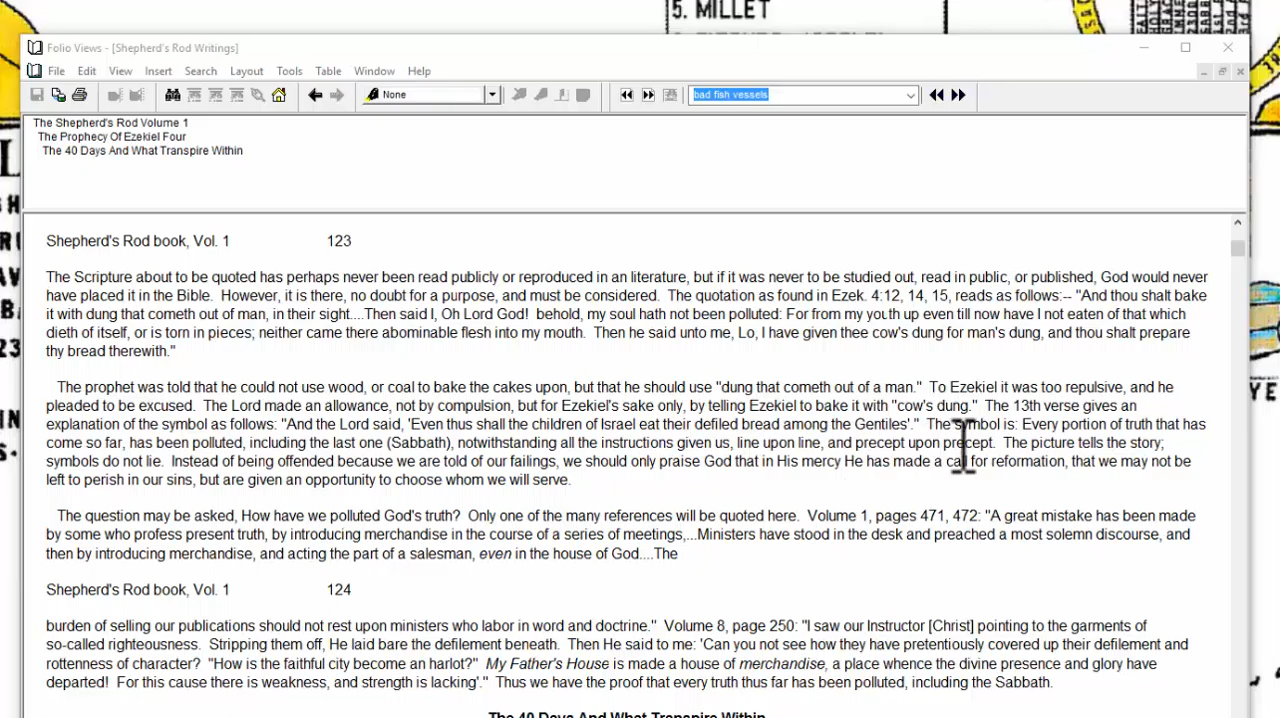 5. MILLET
Folio Views - [Shepherd's Rod Writings]
File Edit View Insert Search Layout Tools Table Window Help
None
bad fish vessels
The Shepherd's Rod Volume 1
The Prophecy Of Ezekiel Four
The 40 Days And What Transpire Within
Shepherd's Rod book, Vol. 1 123
The Scripture about to be quoted has perhaps never been read publicly or reproduced in an literature, but if it was never to be studied out, read in public, or published, God would never
have placed it in the Bible. However, it is there, no doubt for a purpose, and must be considered. The quotation as found in Ezek. 4:12, 14, 15, reads as follows:-- "And thou shalt bake
it with dung that cometh out of man, in their sight....Then said I, Oh Lord God! behold, my soul hath not been polluted: For from my youth up even till now have I not eaten of that which
dieth of itself, or is torn in pieces; neither came there abominable flesh into my mouth. Then he said unto me, Lo, I have given thee cow's dung for man's dung, and thou shalt prepare
thy bread therewith."
The prophet was told that he could not use wood, or coal to bake the cakes upon, but that he should use "dung that cometh out of a man." To Ezekiel it was too repulsive, and he
pleaded to be excused. The Lord made an allowance, not by compulsion, but for Ezekiel's sake only, by telling Ezekiel to bake it with "cow's dung." The 13th verse gives an
explanation of the symbol as follows: "And the Lord said, 'Even thus shall the children of Israel eat their defiled bread among the Gentiles'." The symbol is: Every portion of truth that has
come so far, has been polluted, including the last one (Sabbath), notwithstanding all the instructions given us, line upon line, and precept upon precept. The picture tells the story;
symbols do not lie. Instead of being offended because we are told of our failings, we should only praise God that in His mercy He has made a call for reformation, that we may not be
left to perish in our sins, but are given an opportunity to choose whom we will serve.
The question may be asked, How have we polluted God's truth? Only one of the many references will be quoted here. Volume 1, pages 471, 472: "A great mistake has been made
by some who profess present truth, by introducing merchandise in the course of a series of meetings,...Ministers have stood in the desk and preached a most solemn discourse, and
then by introducing merchandise, and acting the part of a salesman, even in the house of God....The
Shepherd's Rod book, Vol. 1 124
burden of selling our publications should not rest upon ministers who labor in word and doctrine." Volume 8, page 250: "I saw our Instructor [Christ] pointing to the garments of
so-called righteousness. Stripping them off, He laid bare the defilement beneath. Then He said to me: 'Can you not see how they have pretentiously covered up their defilement and
rottenness of character? "How is the faithful city become an harlot?" My Father's House is made a house of merchandise, a place whence the divine presence and glory have
departed! For this cause there is weakness, and strength is lacking'." Thus we have the proof that every truth thus far has been polluted, including the Sabbath.
The 40 Days And What Transpire Within